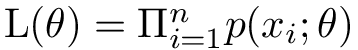 L(θ) = Π_{i=1}^{n} p(x_i; θ)